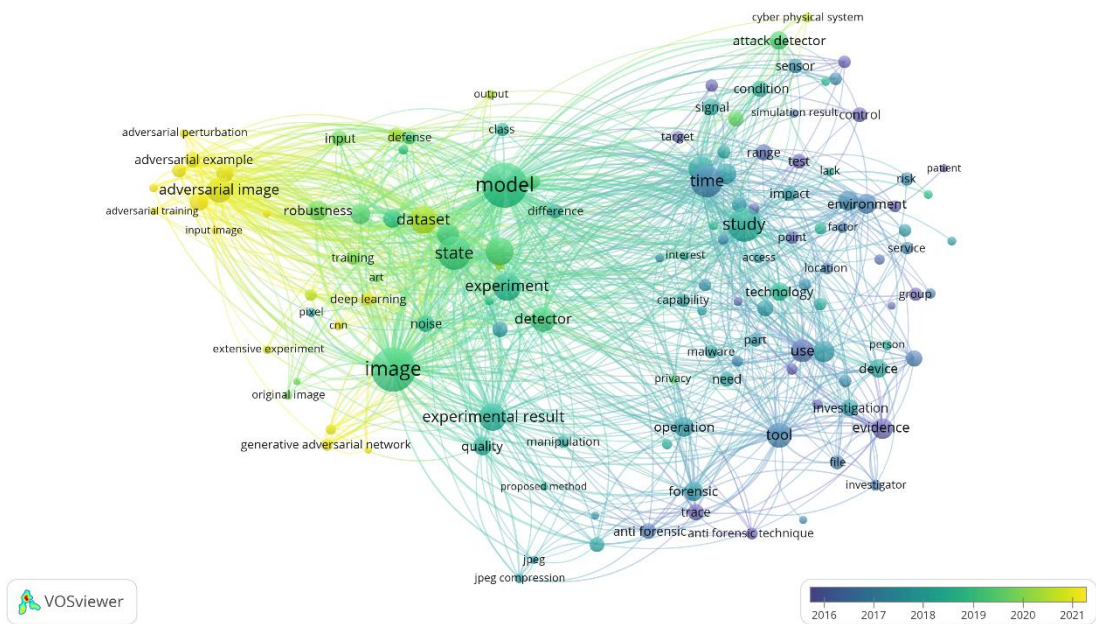 cyber physical system
attack detector
sensor
output
condition
signal
adversarial perturbation
input
defense
class
simulation result
control
target
adversarial example
range
test
lack
patient
model
time
risk
adversarial image
impact
environment
adversarial training
robustness
dataset
difference
study
factor
input image
point
state
service
training
interest
access
location
art
experiment
deep learning
capability
technology
group
pixel
cnn
noise
detector
part
use
person
extensive experiment
malware
image
privacy
need
device
original image
investigation
experimental result
operation
tool
evidence
generative adversarial network
quality
manipulation
file
proposed method
forensic
investigator
trace
anti forensic
anti forensic technique
jpeg
jpeg compression
VOSviewer
2016 2017 2018 2019 2020 2021